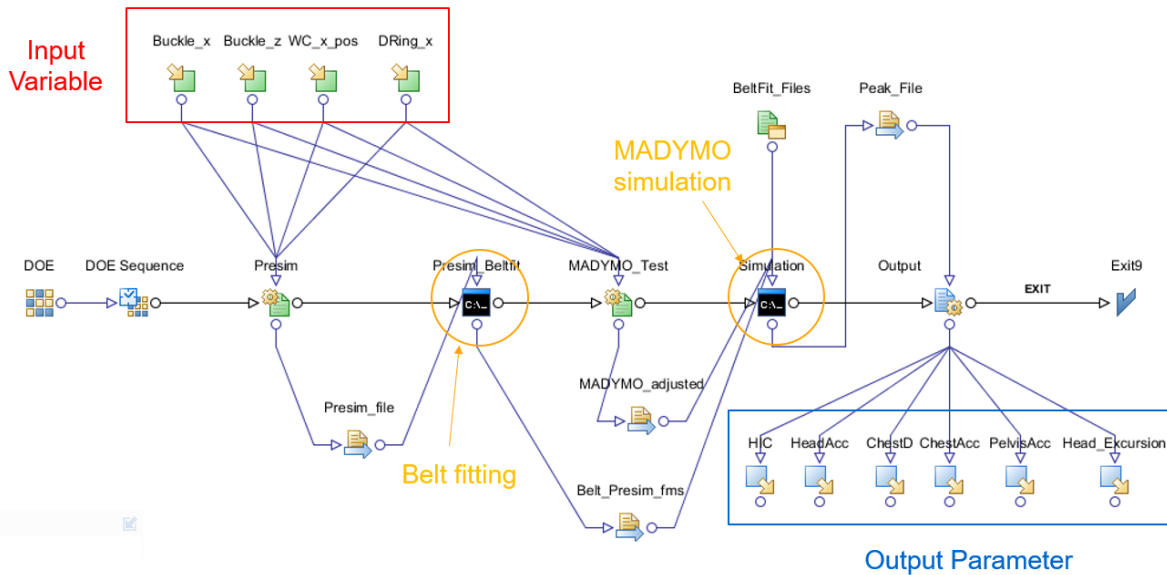 Input
Variable
Buckle_x Buckle_z WC_x_pos DRing_x
BeltFit_Files Peak_File
MADYMO
simulation
DOE DOE Sequence Presim Presim_Beltfit MADYMO_Test Simulation Output Exit9
C:\_ C:\_ EXIT
Presim_file
MADYMO_adjusted
Belt fitting
Belt_Presim_fms
HIC HeadAcc ChestD ChestAcc PelvisAcc Head_Excursion
Output Parameter